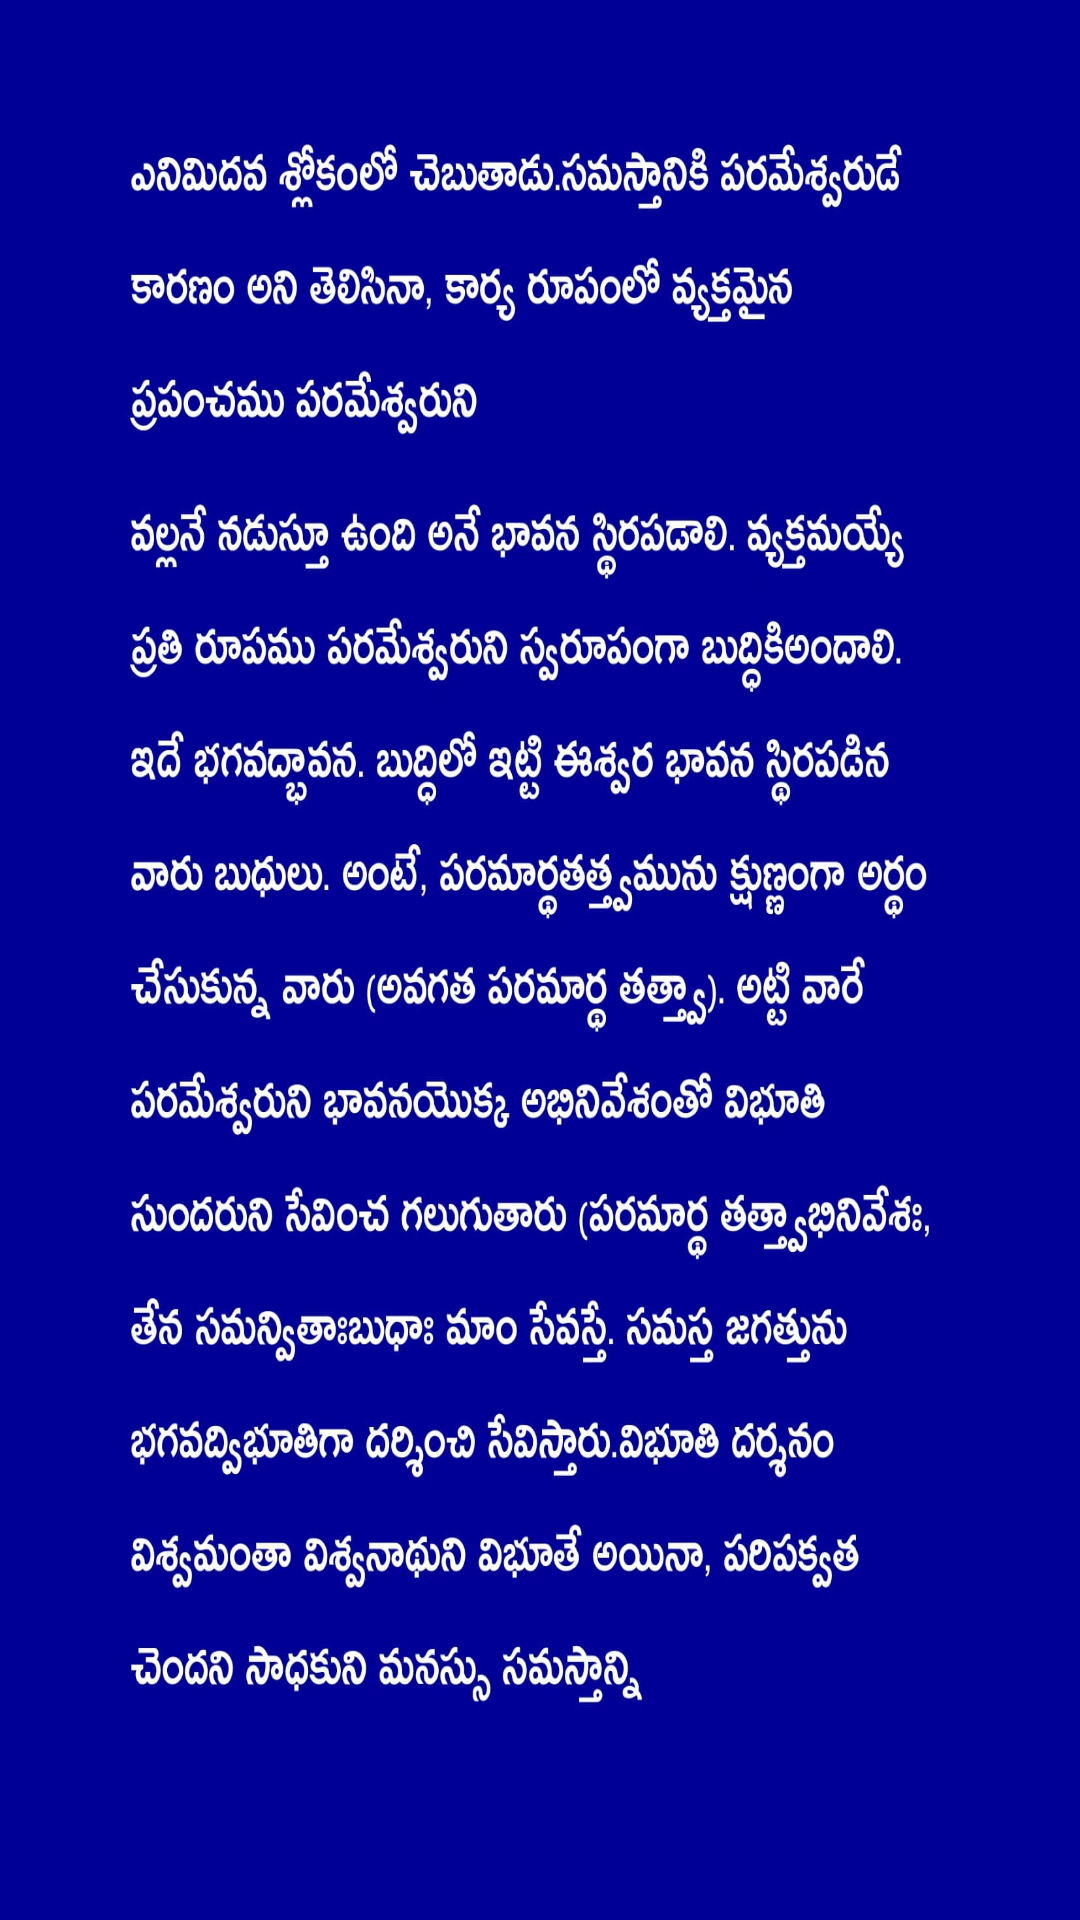 ఎనిమిదవ శ్లోకంలో చెబుతాడు.సమస్తానికి పరమేశ్వరుడే
కారణం అని తెలిసినా, కార్య రూపంలో వ్యక్తమైన
ప్రపంచము పరమేశ్వరుని
వల్లనే నడుస్తూ ఉంది అనే భావన స్థిరపడాలి. వ్యక్తమయ్యే
ప్రతి రూపము పరమేశ్వరుని స్వరూపంగా బుద్ధికిఅందాలి.
ఇదే భగవద్భావన. బుద్ధిలో ఇట్టి ఈశ్వర భావన స్థిరపడిన
వారు బుధులు. అంటే, పరమార్థతత్త్వమును క్షుణ్ణంగా అర్థం
చేసుకున్న వారు (అవగత పరమార్థ తత్త్వా). అట్టి వారే
పరమేశ్వరుని భావనయొక్క అభినివేశంతో విభూతి
సుందరుని సేవించ గలుగుతారు (పరమార్థ తత్త్వాభినివేశః,
తేన సమన్వితాఃబుధాః మాం సేవస్తే. సమస్త జగత్తును
భగవద్విభూతిగా దర్శించి సేవిస్తారు.విభూతి దర్శనం
విశ్వమంతా విశ్వనాథుని విభూతే అయినా, పరిపక్వత
చెందని సాధకుని మనస్సు సమస్తాన్ని